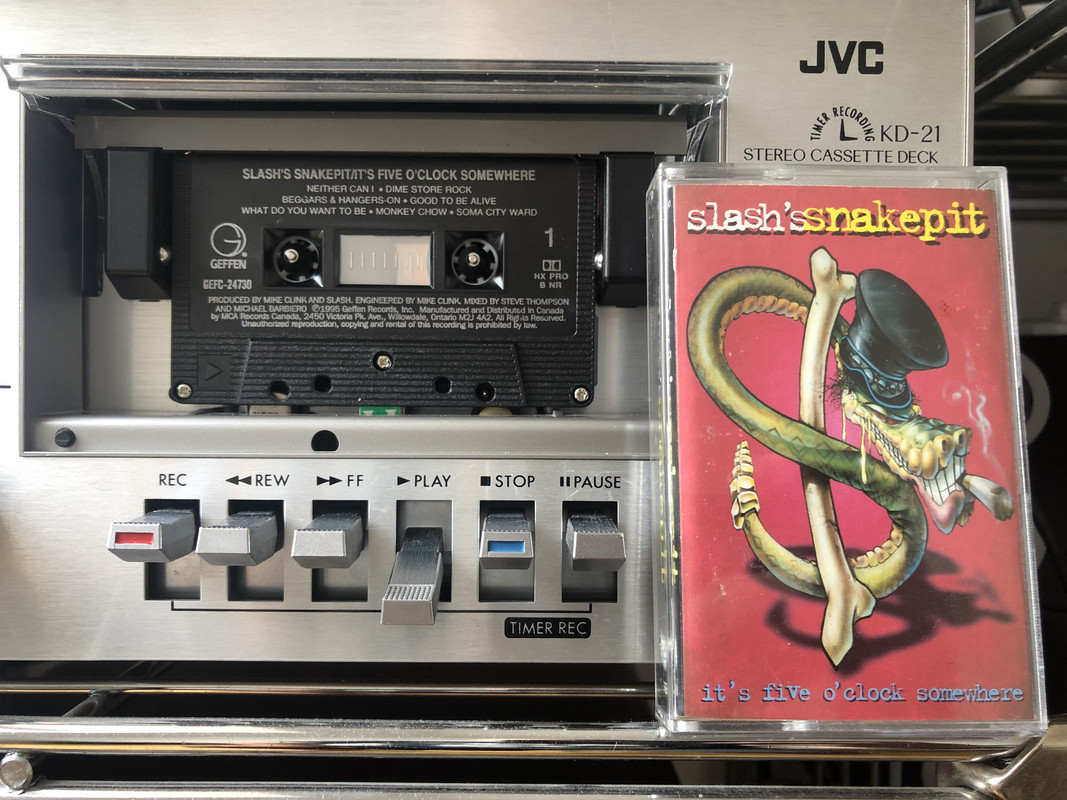 JVC
TIMER RECORDING
KD-21
STEREO CASSETTE DECK
SLASH'S SNAKEPIT/IT'S FIVE O'CLOCK SOMEWHERE
NEITHER CAN I • DIME STORE ROCK
BEGGARS & HANGERS-ON • GOOD TO BE ALIVE
WHAT DO YOU WANT TO BE • MONKEY CHOW • SOMA CITY WARD
G
GEFFEN
GEFC-24730
1
HX PRO
B NR
PRODUCED BY MIKE CLINK AND SLASH. ENGINEERED BY MIKE CLINK. MIXED BY STEVE THOMPSON
AND MICHAEL BARBIERO ℗1995 Geffen Records, Inc. Manufactured and Distributed in Canada
by MCA Records Canada, 2450 Victoria Pk. Ave., Willowdale, Ontario M2J 4A2. All Rights Reserved.
Unauthorized reproduction, copying and rental of this recording is prohibited by law.
REC
◀◀ REW
▶▶ FF
▶ PLAY
■ STOP
▮▮ PAUSE
TIMER REC
slash's snakepit
it's five o'clock somewhere